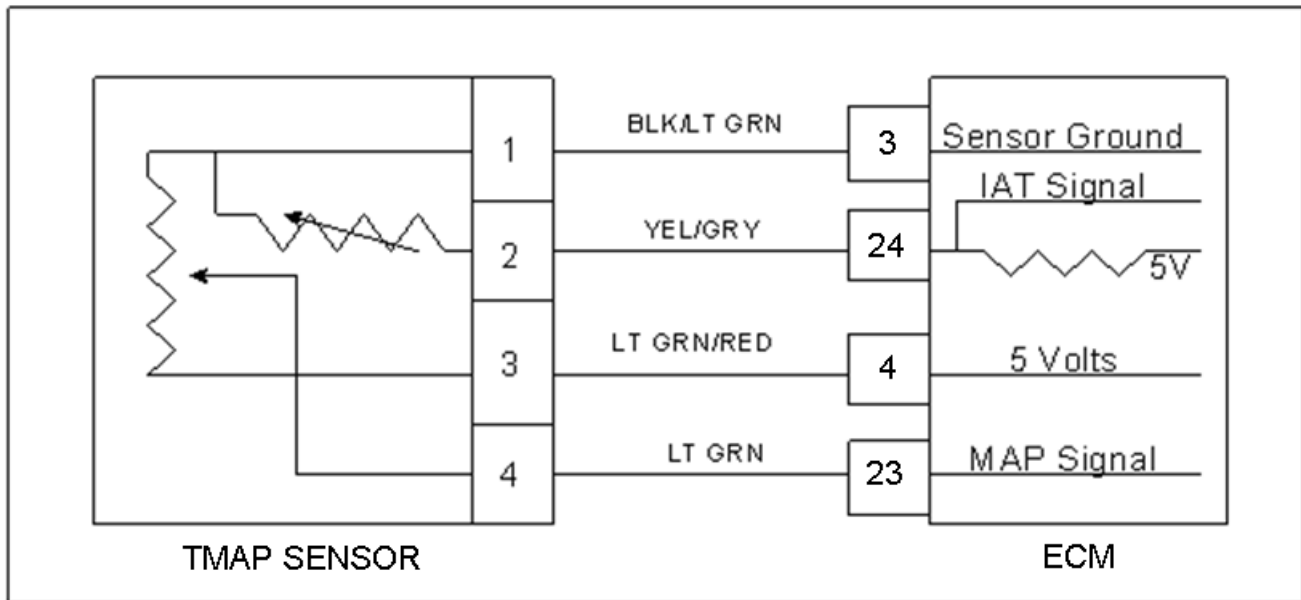 1 BLK/LT GRN 3 Sensor Ground
IAT Signal
2 YEL/GRY 24 5V
3 LT GRN/RED 4 5 Volts
4 LT GRN 23 MAP Signal
TMAP SENSOR ECM